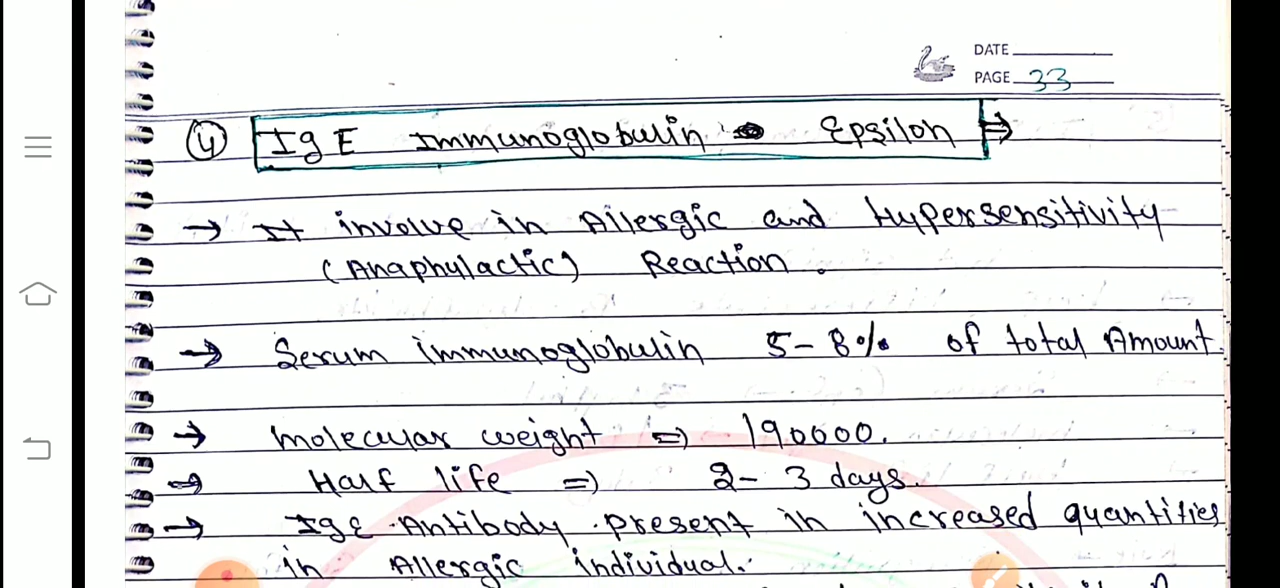 DATE
PAGE 33
④ IgE Immunoglobulin Epsilon ⇒
→ It involve in Allergic and Hypersensitivity
(Anaphylactic) Reaction.
→ Serum immunoglobulin 5-8% of total Amount.
→ molecular weight ⇒ 190000.
→ Half life ⇒ 2-3 days.
→ IgE Antibody present in increased quantities
in Allergic individual.